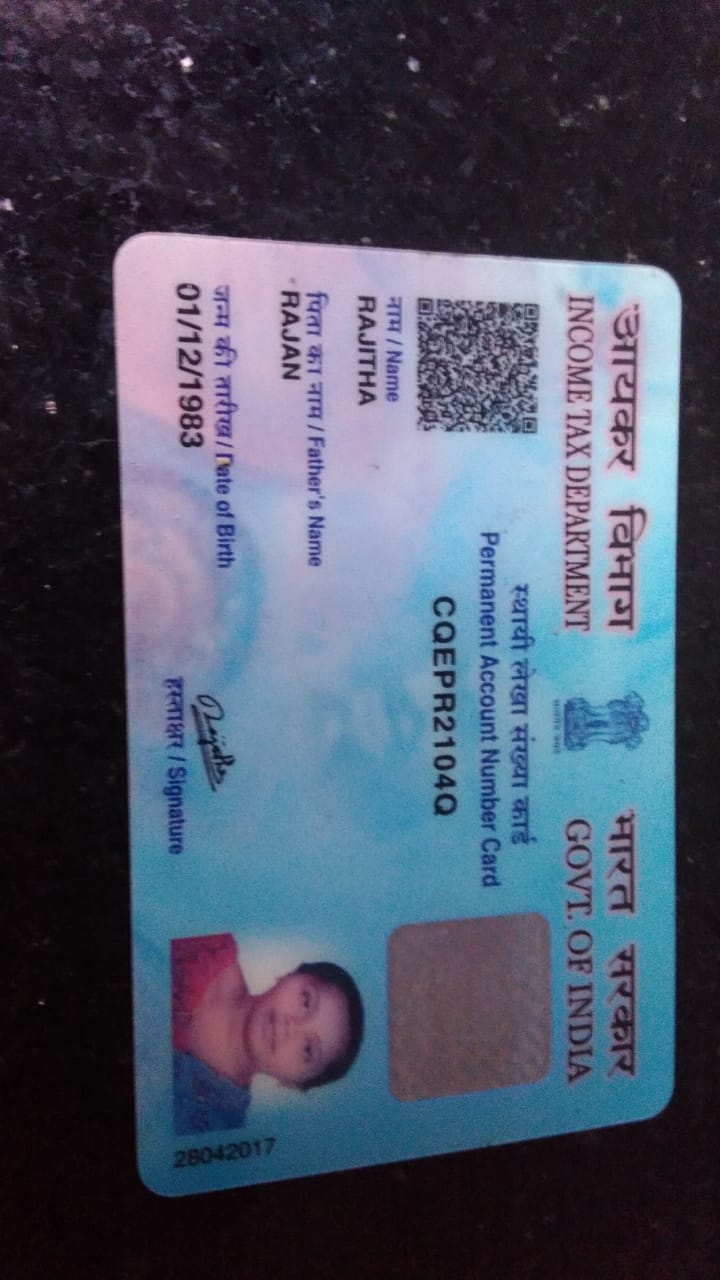 आयकर विभाग
INCOME TAX DEPARTMENT
भारत सरकार
GOVT. OF INDIA
स्थायी लेखा संख्या कार्ड
Permanent Account Number Card
CQEPR2104Q
नाम / Name
RAJITHA
पिता का नाम / Father's Name
RAJAN
जन्म की तारीख / Date of Birth
01/12/1983
Rajitha
हस्ताक्षर / Signature
28042017